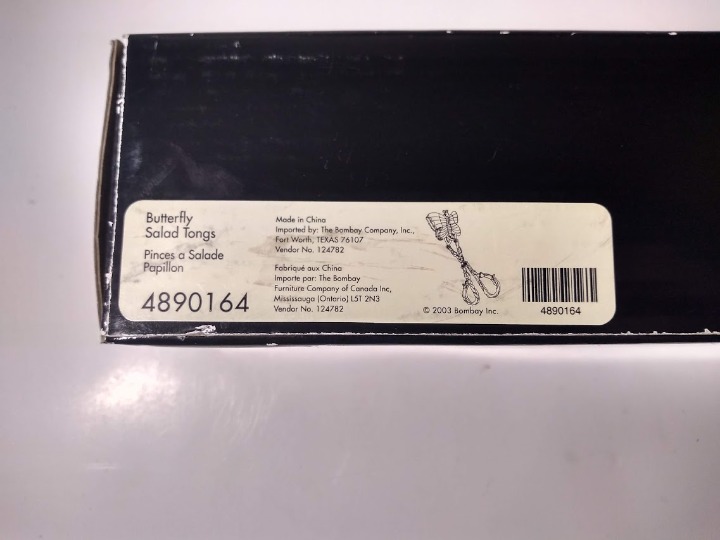 Butterfly
Salad Tongs
Pinces a Salade
Papillon
4890164
Made in China
Imported by: The Bombay Company, Inc.,
Fort Worth, TEXAS 76107
Vendor No. 124782
Fabriqué aux China
Importe par: The Bombay
Furniture Company of Canada Inc,
Mississauga (Ontario) L5T 2N3
Vendor No. 124782
© 2003 Bombay Inc.
4890164